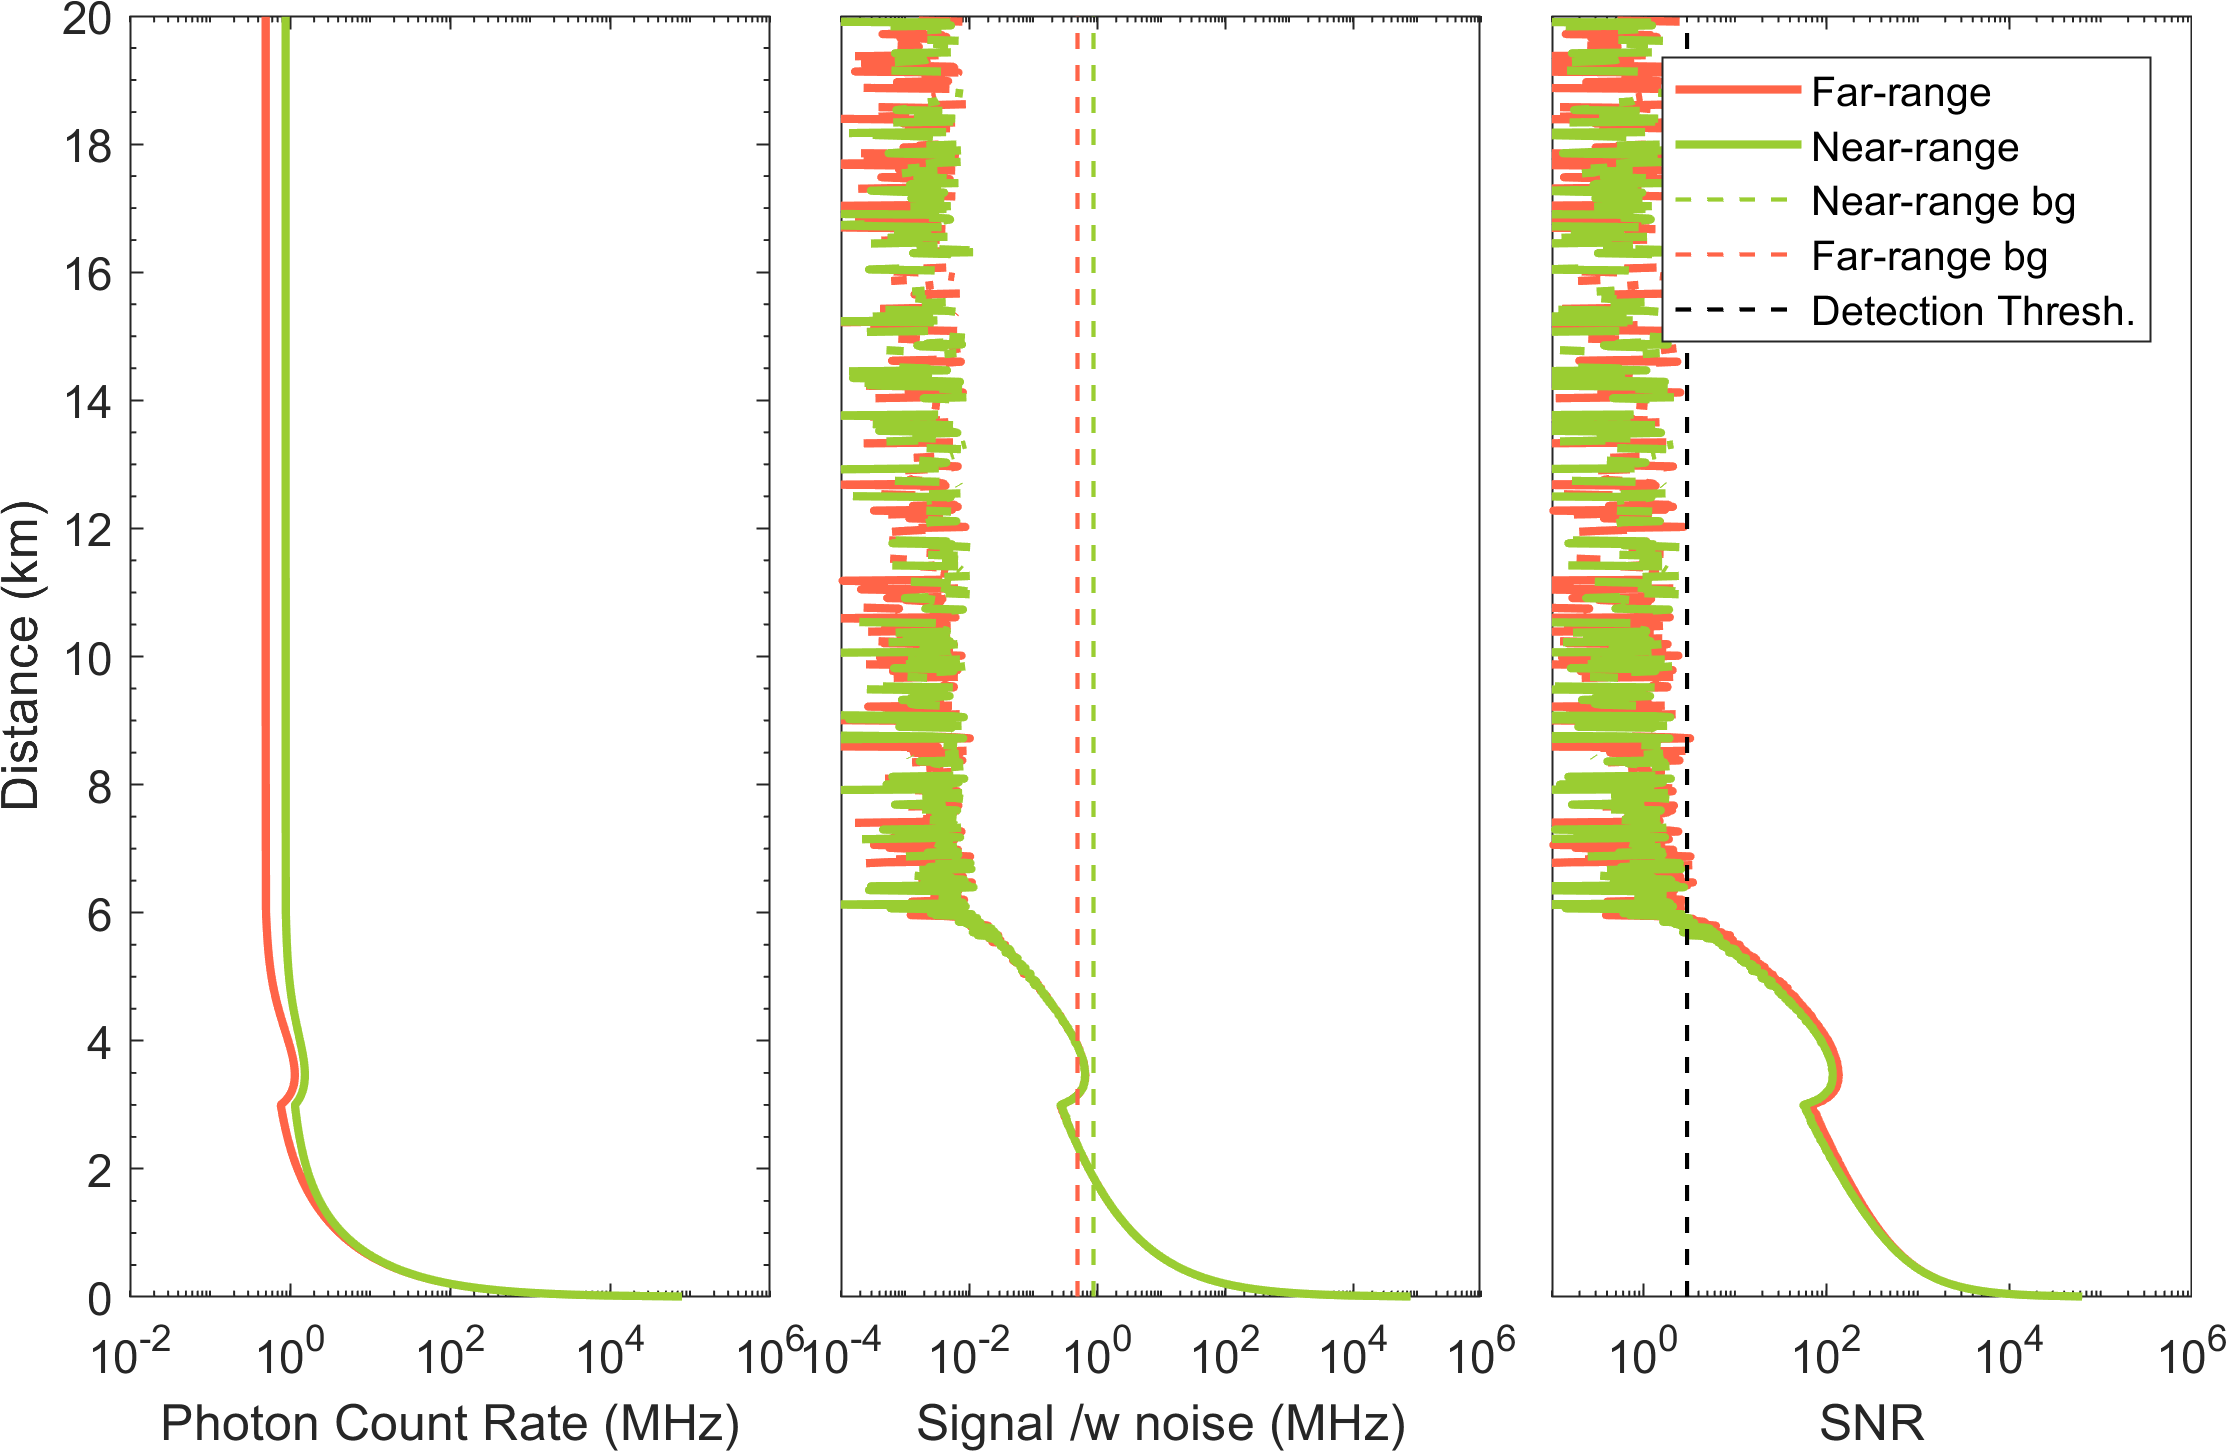 Distance (km)
20
18
16
14
12
10
8
6
4
2
0
10^-2 10^0 10^2 10^4 10^6
Photon Count Rate (MHz)
10^-4 10^-2 10^0 10^2 10^4 10^6
Signal /w noise (MHz)
Far-range
Near-range
Near-range bg
Far-range bg
Detection Thresh.
10^0 10^2 10^4 10^6
SNR